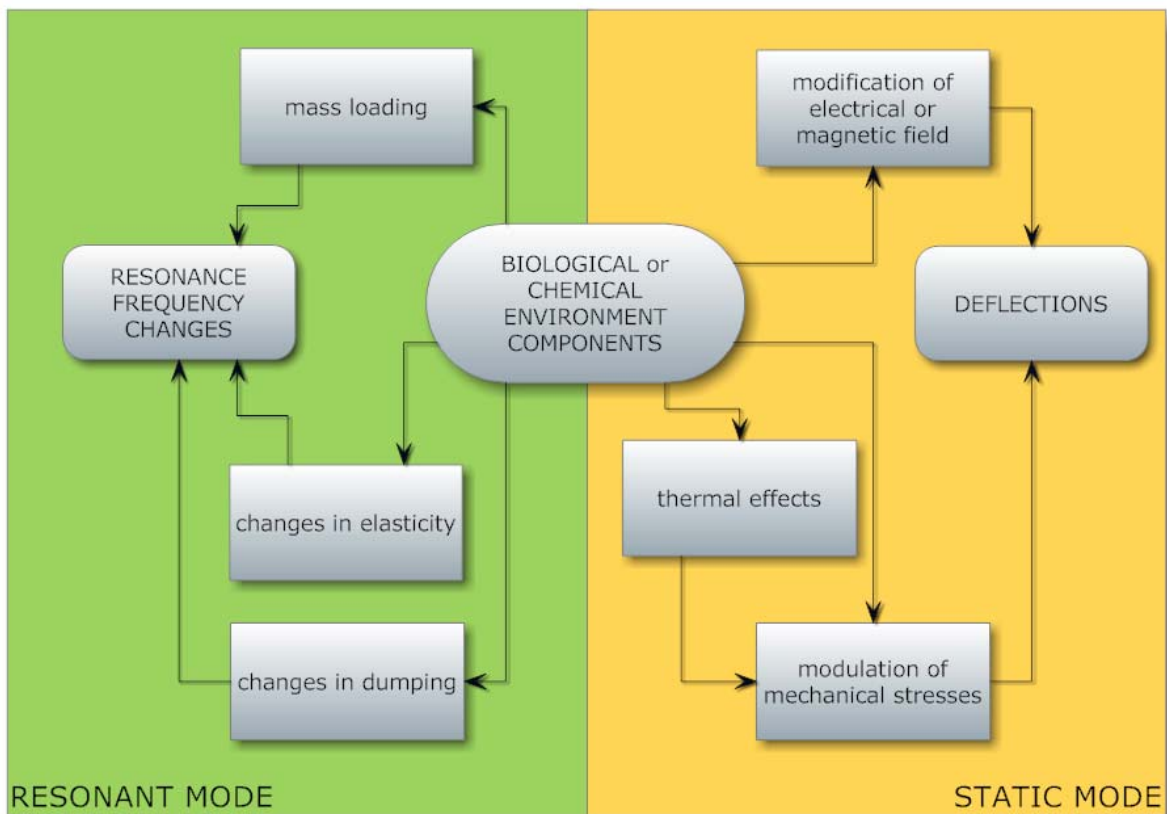 mass loading
modification of
electrical or
magnetic field
RESONANCE
FREQUENCY
CHANGES
BIOLOGICAL or
CHEMICAL
ENVIRONMENT
COMPONENTS
DEFLECTIONS
changes in elasticity
thermal effects
changes in dumping
modulation of
mechanical stresses
RESONANT MODE
STATIC MODE